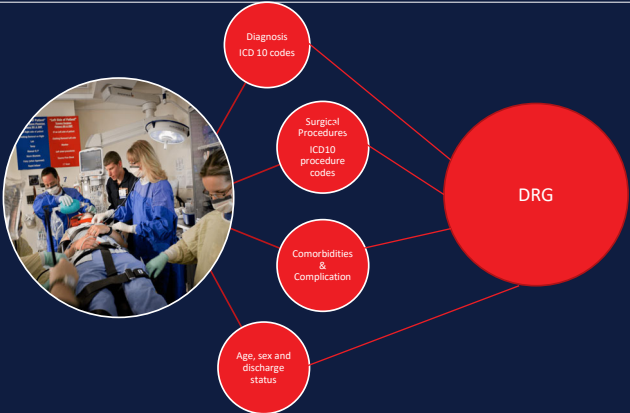 Diagnosis
ICD 10 codes
Surgical
Procedures
ICD10
procedure
codes
Comorbidities
&
Complication
Age, sex and
discharge
status
DRG